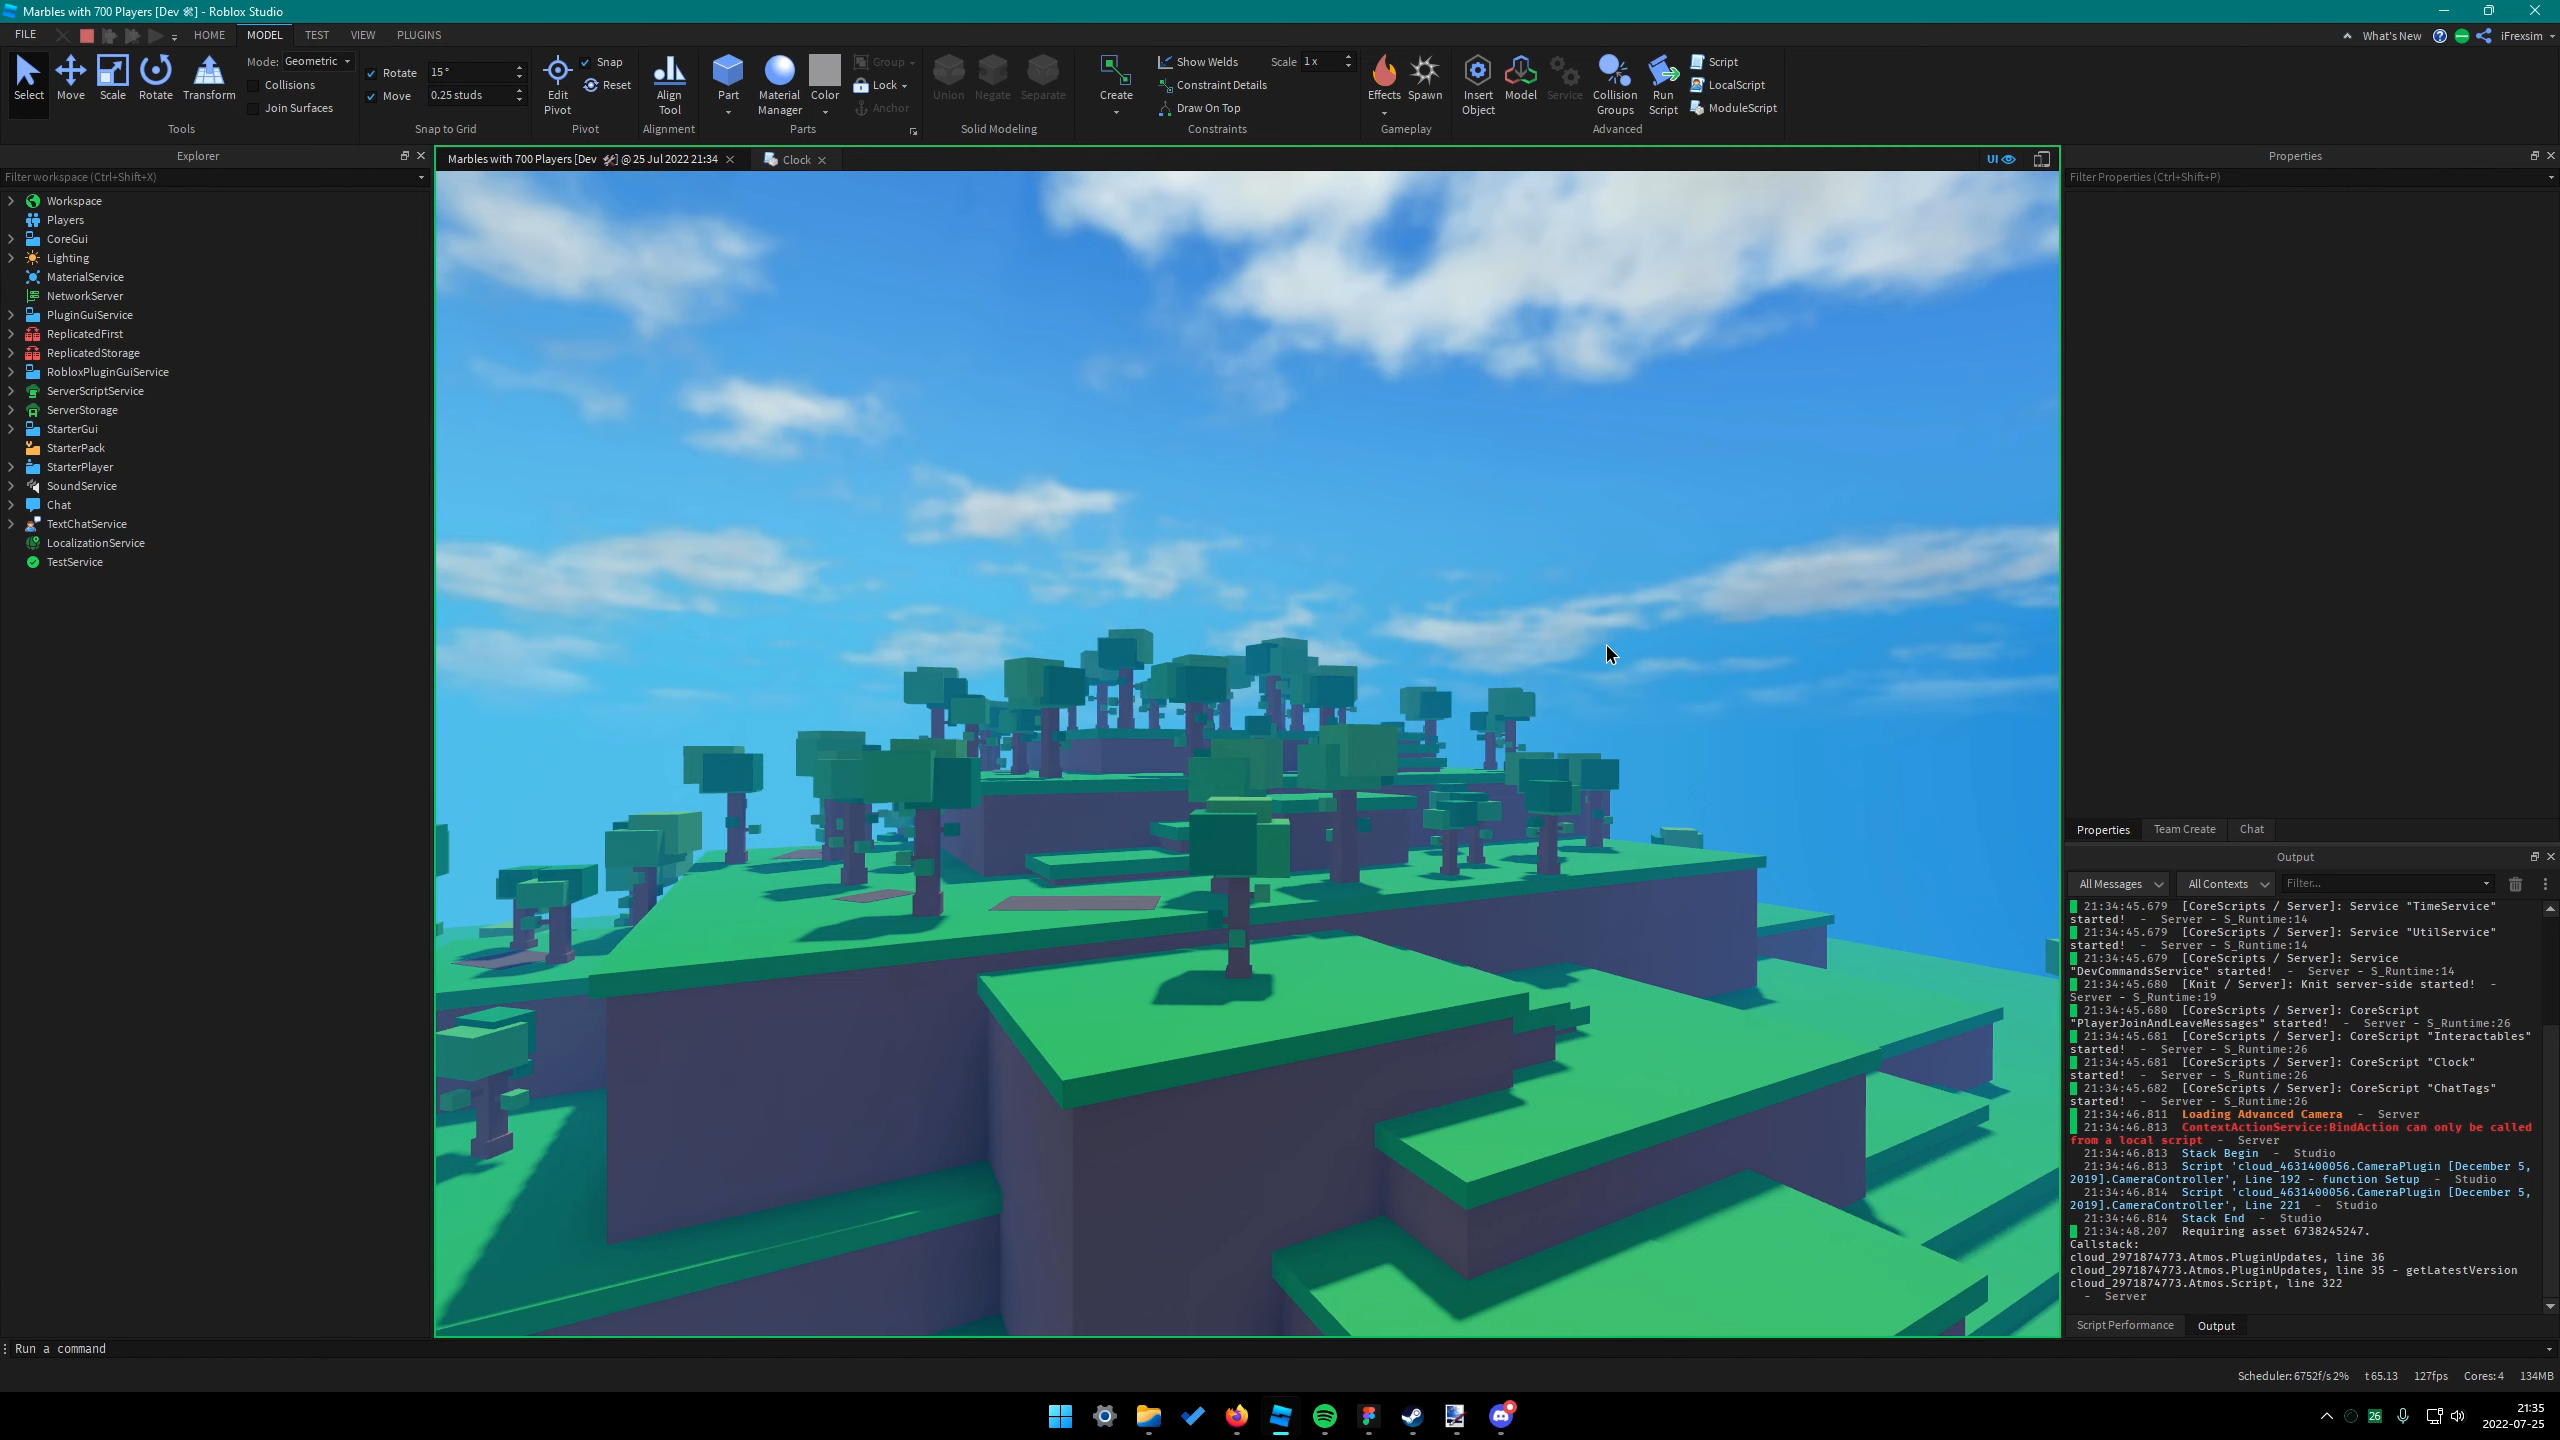 Marbles with 700 Players [Dev 🛠] - Roblox Studio
FILE HOME MODEL TEST VIEW PLUGINS What's New iFrexsim
Select Move Scale Rotate Transform
Mode: Geometric
Collisions
Join Surfaces
Tools
Rotate 15°
Move 0.25 studs
Snap to Grid
Edit Pivot
Snap
Reset
Pivot
Align Tool
Alignment
Part
Material Manager
Color
Group
Lock
Anchor
Parts
Union Negate Separate
Solid Modeling
Create
Show Welds
Constraint Details
Draw On Top
Scale 1x
Constraints
Effects Spawn
Gameplay
Insert Object
Model
Service
Collision Groups
Run Script
Script
LocalScript
ModuleScript
Advanced
Explorer
Filter workspace (Ctrl+Shift+X)
Workspace
Players
CoreGui
Lighting
MaterialService
NetworkServer
PluginGuiService
ReplicatedFirst
ReplicatedStorage
RobloxPluginGuiService
ServerScriptService
ServerStorage
StarterGui
StarterPack
StarterPlayer
SoundService
Chat
TextChatService
LocalizationService
TestService
Marbles with 700 Players [Dev 🛠] @ 25 Jul 2022 21:34
Clock
UI
Properties
Filter Properties (Ctrl+Shift+P)
Properties Team Create Chat
Output
All Messages All Contexts Filter...
21:34:45.679 [CoreScripts / Server]: Service "TimeService"
started! - Server - S_Runtime:14
21:34:45.679 [CoreScripts / Server]: Service "UtilService"
started! - Server - S_Runtime:14
21:34:45.679 [CoreScripts / Server]: Service
"DevCommandsService" started! - Server - S_Runtime:14
21:34:45.680 [Knit / Server]: Knit server-side started! -
Server - S_Runtime:19
21:34:45.680 [CoreScripts / Server]: CoreScript
"PlayerJoinAndLeaveMessages" started! - Server - S_Runtime:26
21:34:45.681 [CoreScripts / Server]: CoreScript "Interactables"
started! - Server - S_Runtime:26
21:34:45.681 [CoreScripts / Server]: CoreScript "Clock"
started! - Server - S_Runtime:26
21:34:45.682 [CoreScripts / Server]: CoreScript "ChatTags"
started! - Server - S_Runtime:26
21:34:46.811 Loading Advanced Camera - Server
21:34:46.813 ContextActionService:BindAction can only be called
from a local script - Server
21:34:46.813 Stack Begin - Studio
21:34:46.813 Script 'cloud_4631400056.CameraPlugin [December 5,
2019].CameraController', Line 192 - function Setup - Studio
21:34:46.814 Script 'cloud_4631400056.CameraPlugin [December 5,
2019].CameraController', Line 221 - Studio
21:34:46.814 Stack End - Studio
21:34:48.207 Requiring asset 6738245247.
Callstack:
cloud_2971874773.Atmos.PluginUpdates, line 36
cloud_2971874773.Atmos.PluginUpdates, line 35 - getLatestVersion
cloud_2971874773.Atmos.Script, line 322
- Server
Script Performance Output
Run a command
Scheduler: 6752f/s 2% t 65.13 127fps Cores: 4 134MB
26
21:35
2022-07-25